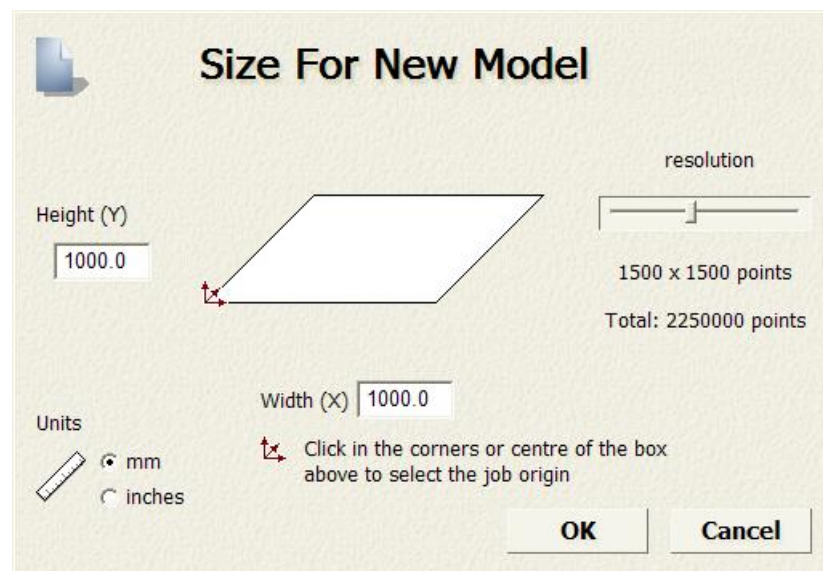 Size For New Model
resolution
Height (Y)
1000.0
1500 x 1500 points
Total: 2250000 points
Width (X) 1000.0
Units
Click in the corners or centre of the box
above to select the job origin
mm
inches
OK Cancel